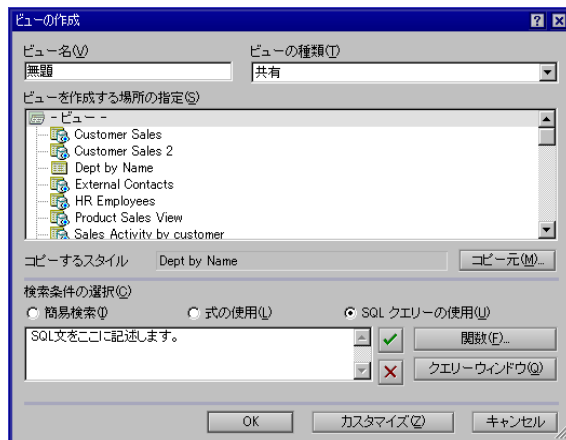 ビューの作成
ビュー名(V)
ビューの種類(T)
無題
共有
ビューを作成する場所の指定(S)
- ビュー -
Customer Sales
Customer Sales 2
Dept by Name
External Contacts
HR Employees
Product Sales View
Sales Activity by customer
コピーするスタイル Dept by Name コピー元(M)...
検索条件の選択(C)
簡易検索(I) 式の使用(L) SQL クエリーの使用(U)
SQL文をここに記述します。
関数(F)...
クエリーウィンドウ(Q)
OK カスタマイズ(Z) キャンセル